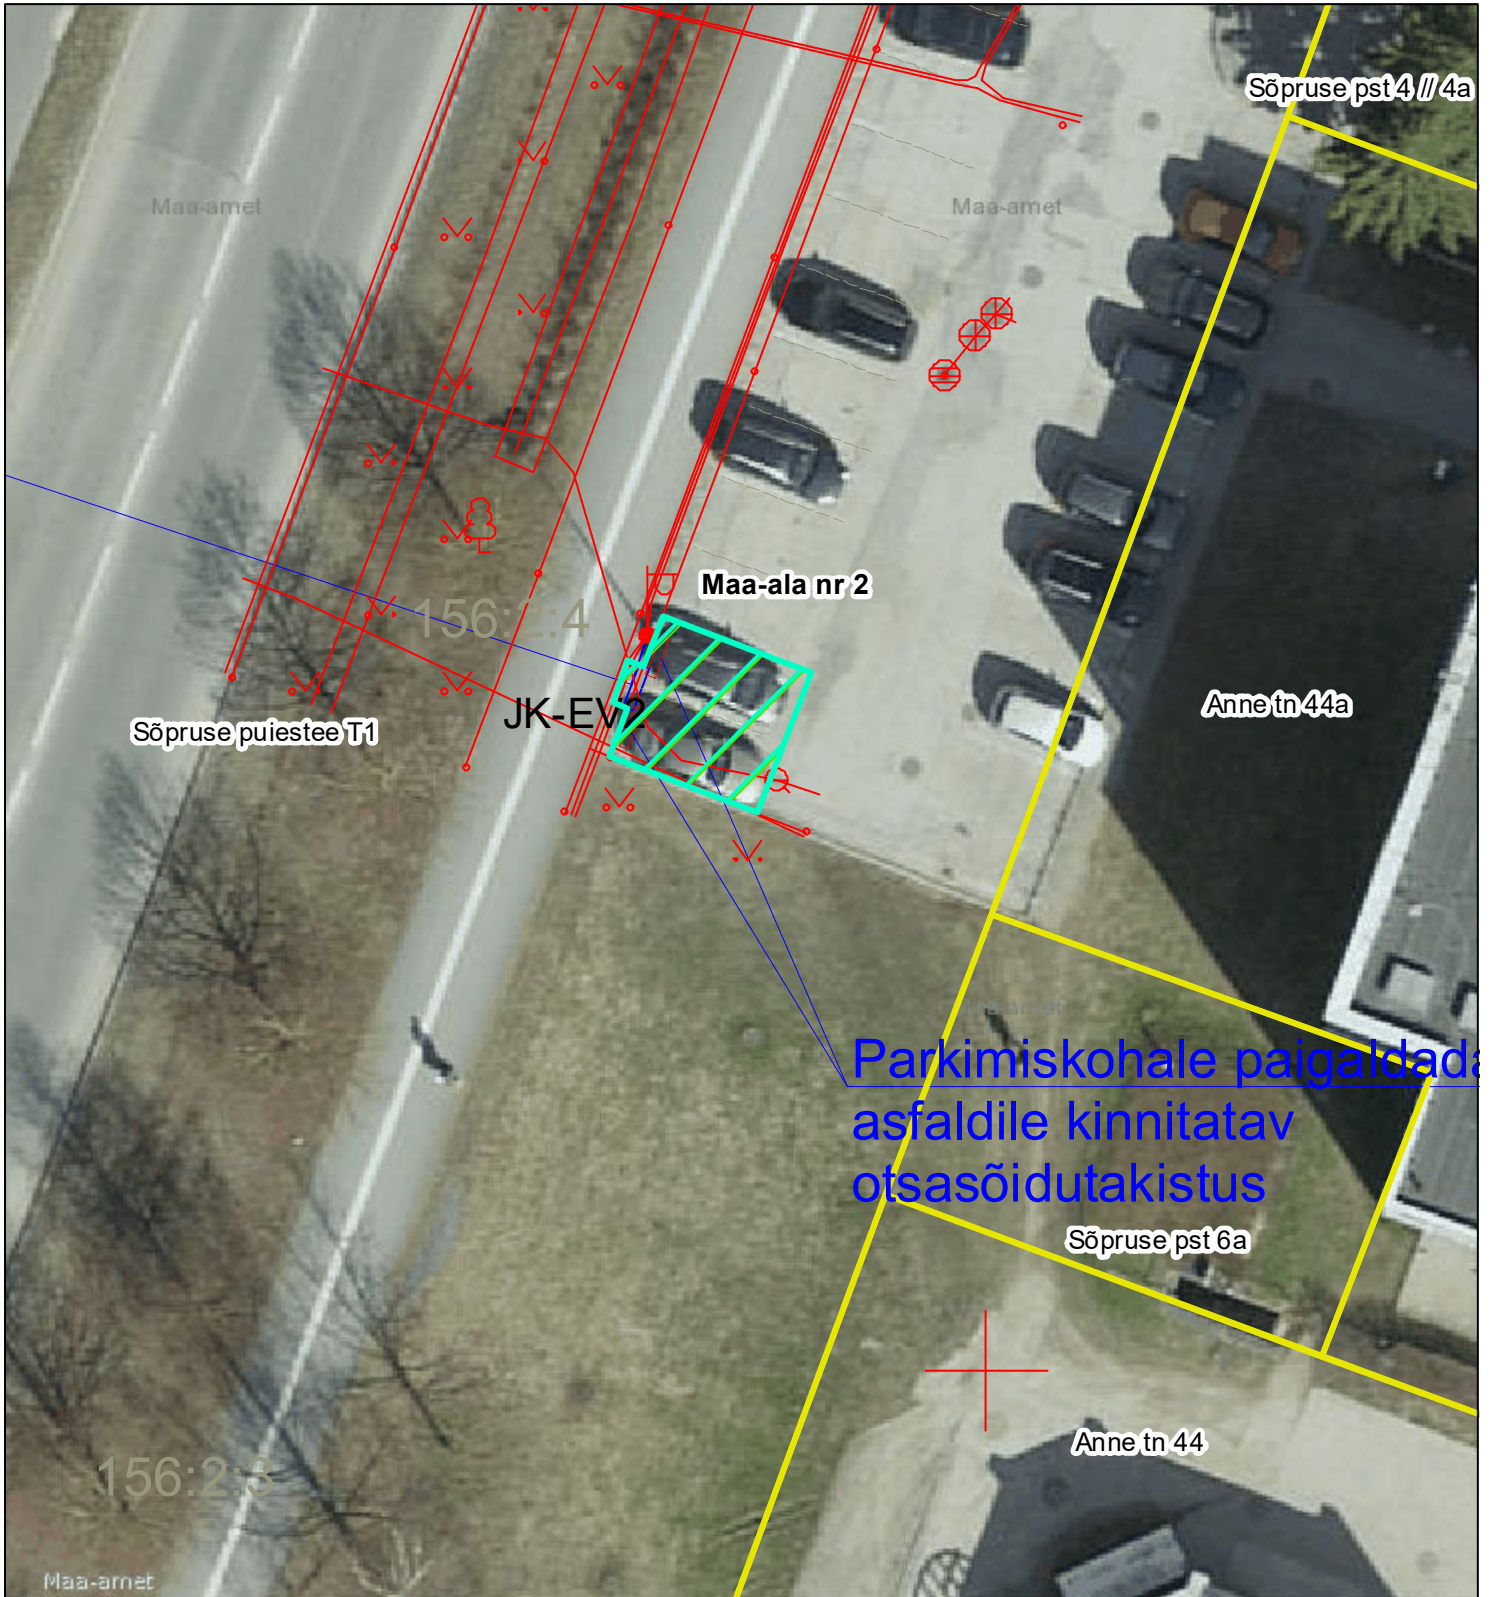 Sõpruse pst 4 // 4a
Maa-amet
Maa-amet
Maa-ala nr 2
156:2:4
Anne tn 44a
JK-EV2
Sõpruse puiestee T1
Maa-amet
Parkimiskohale paigaldada
asfaldile kinnitatav
otsasõidutakistus
Sõpruse pst 6a
Anne tn 44
156:2:3
Maa-amet